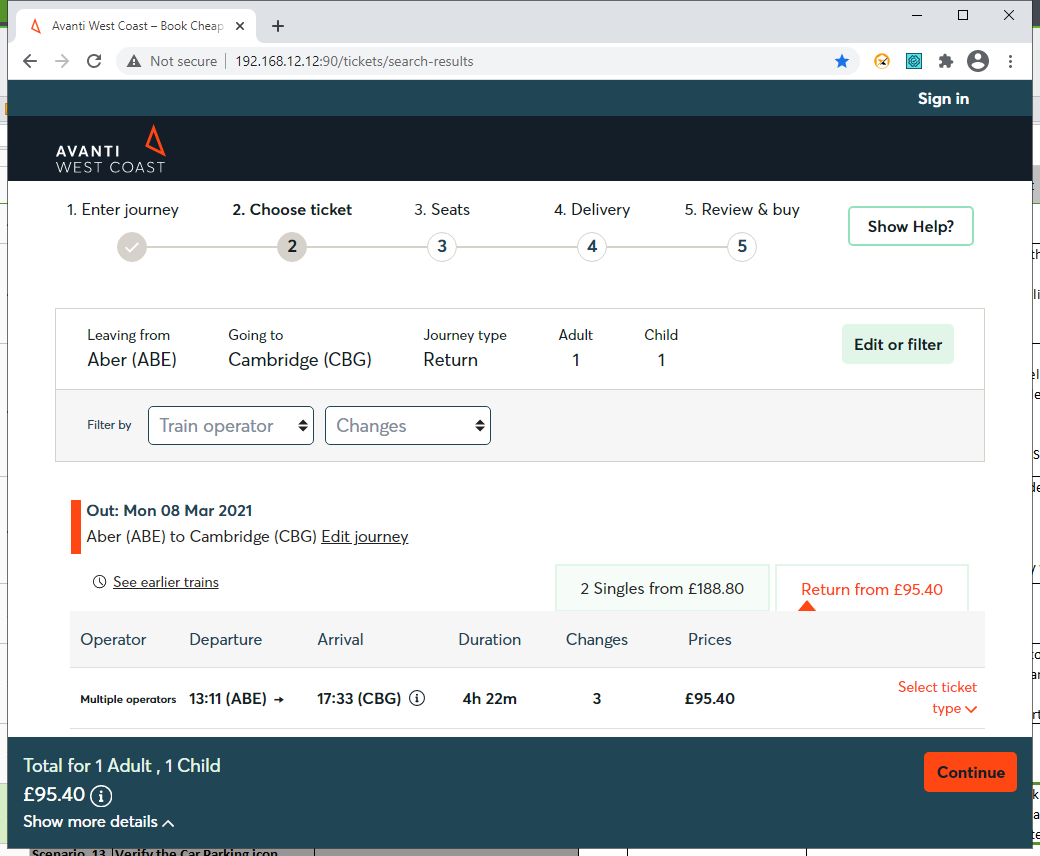 Avanti West Coast – Book Cheap
Not secure
192.168.12.12:90/tickets/search-results
Sign in
AVANTI
WEST COAST
1. Enter journey 2. Choose ticket 3. Seats 4. Delivery 5. Review & buy
Show Help?
2 3 4 5
Leaving from Going to Journey type Adult Child
Aber (ABE) Cambridge (CBG) Return 1 1
Edit or filter
Filter by Train operator Changes
Out: Mon 08 Mar 2021
Aber (ABE) to Cambridge (CBG) Edit journey
See earlier trains
2 Singles from £188.80 Return from £95.40
Operator Departure Arrival Duration Changes Prices
Multiple operators 13:11 (ABE) → 17:33 (CBG) 4h 22m 3 £95.40
Select ticket
type
Total for 1 Adult , 1 Child
£95.40
Continue
Show more details
Scenario 13 Verify the Car Parking icon